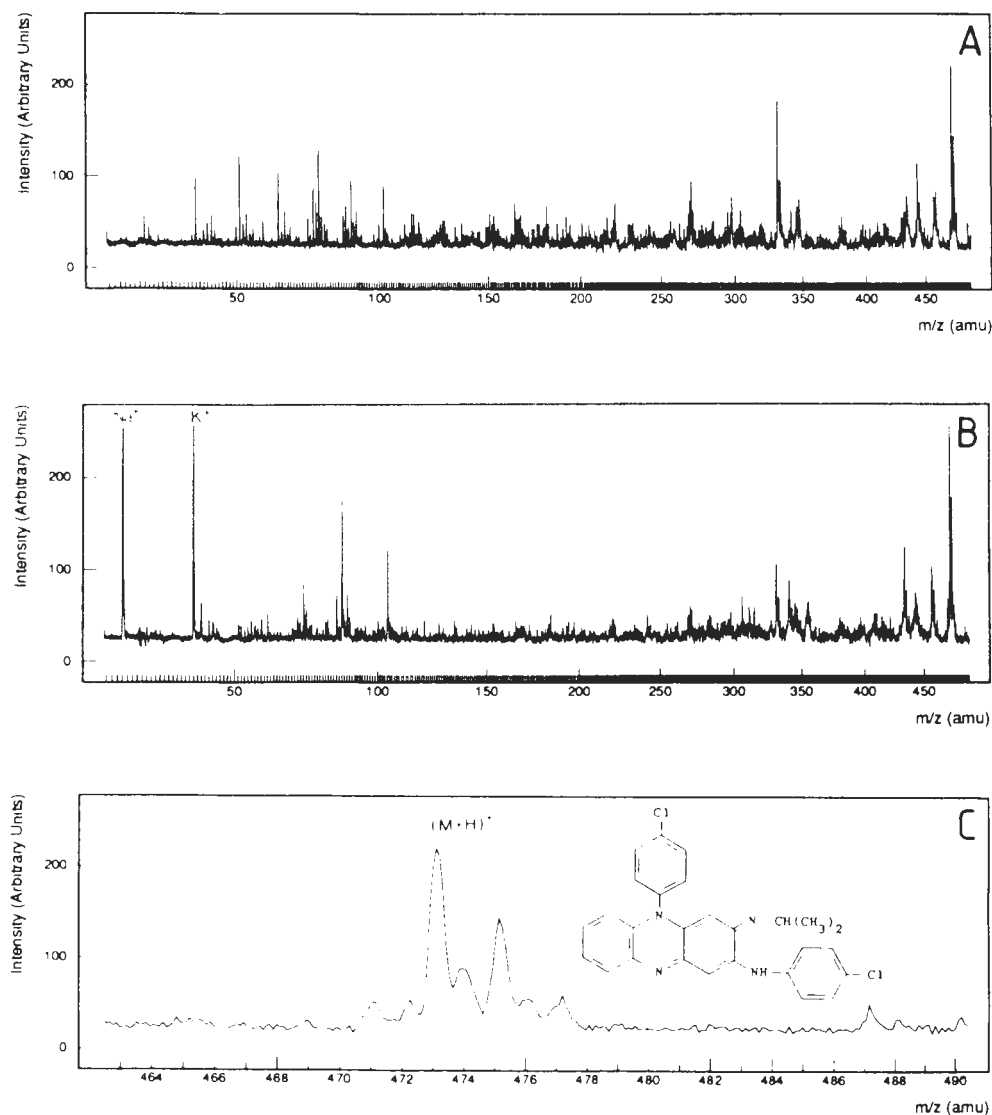 A
Intensity (Arbitrary Units)
200
100
0
50 100 150 200 250 300 350 400 450
m/z (amu)
B
K⁺
Intensity (Arbitrary Units)
200
100
0
50 100 150 200 250 300 350 400 450
m/z (amu)
C
(M+H)⁺
Intensity (Arbitrary Units)
200
100
0
Cl
N
N CH(CH₃)₂
N NH Cl
464 466 468 470 472 474 476 478 480 482 484 486 488 490
m/z (amu)